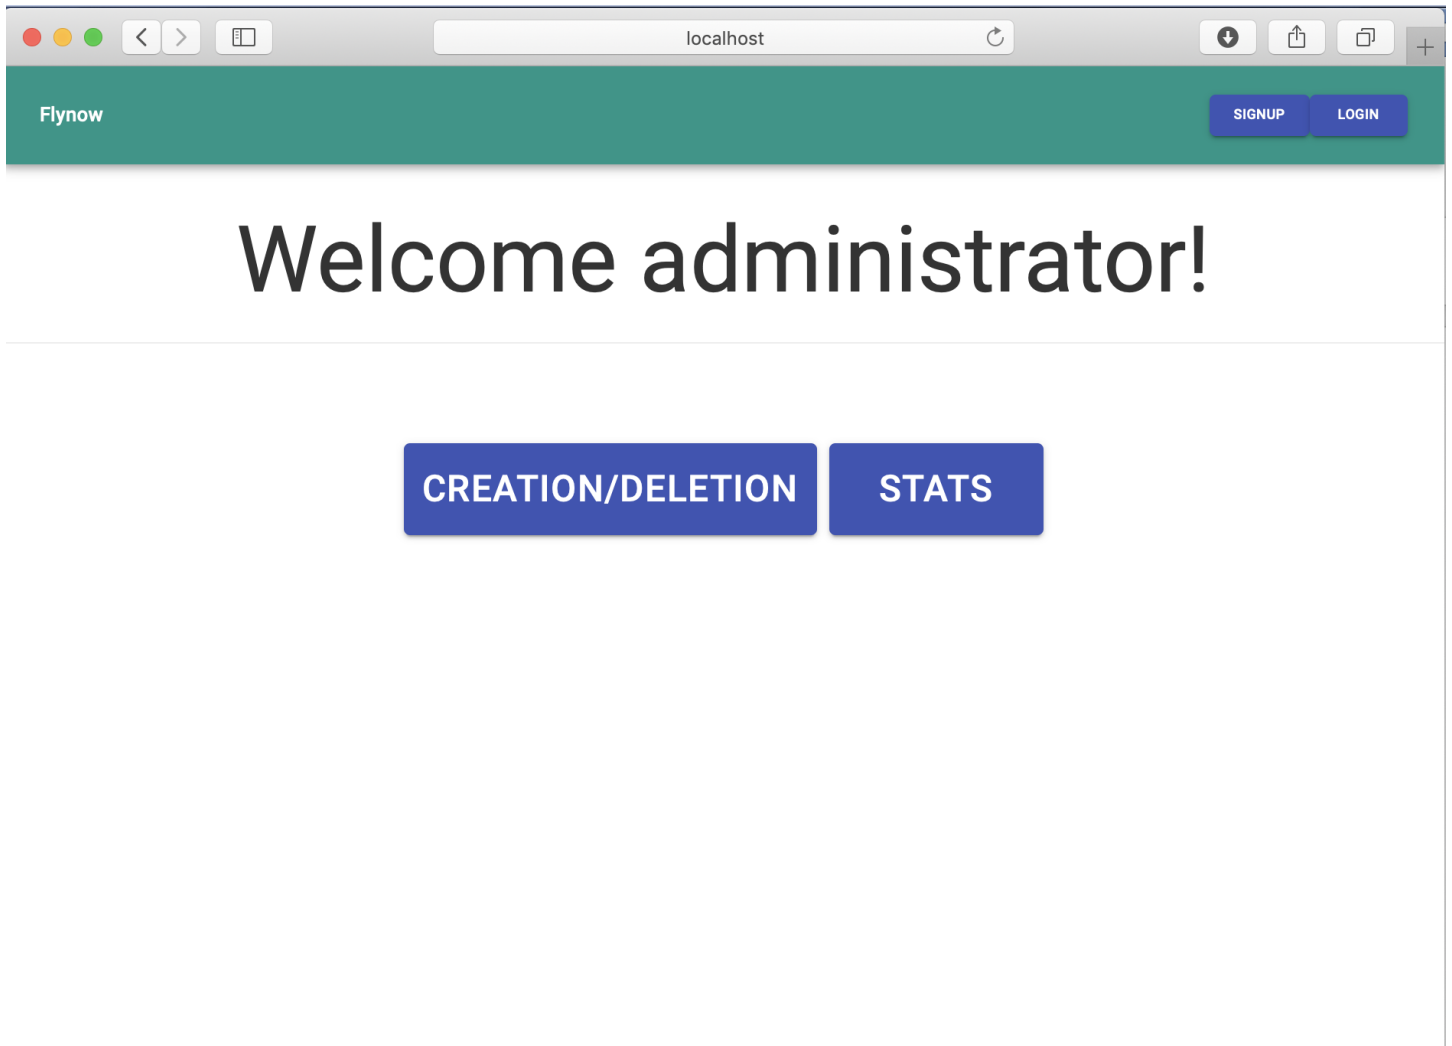 localhost
Flynow
SIGNUP
LOGIN
Welcome administrator!
CREATION/DELETION
STATS